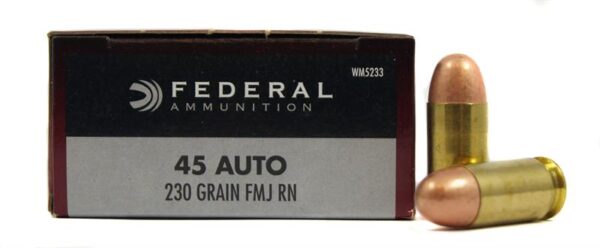 WM5233
FEDERAL
AMMUNITION
45 AUTO
230 GRAIN FMJ RN